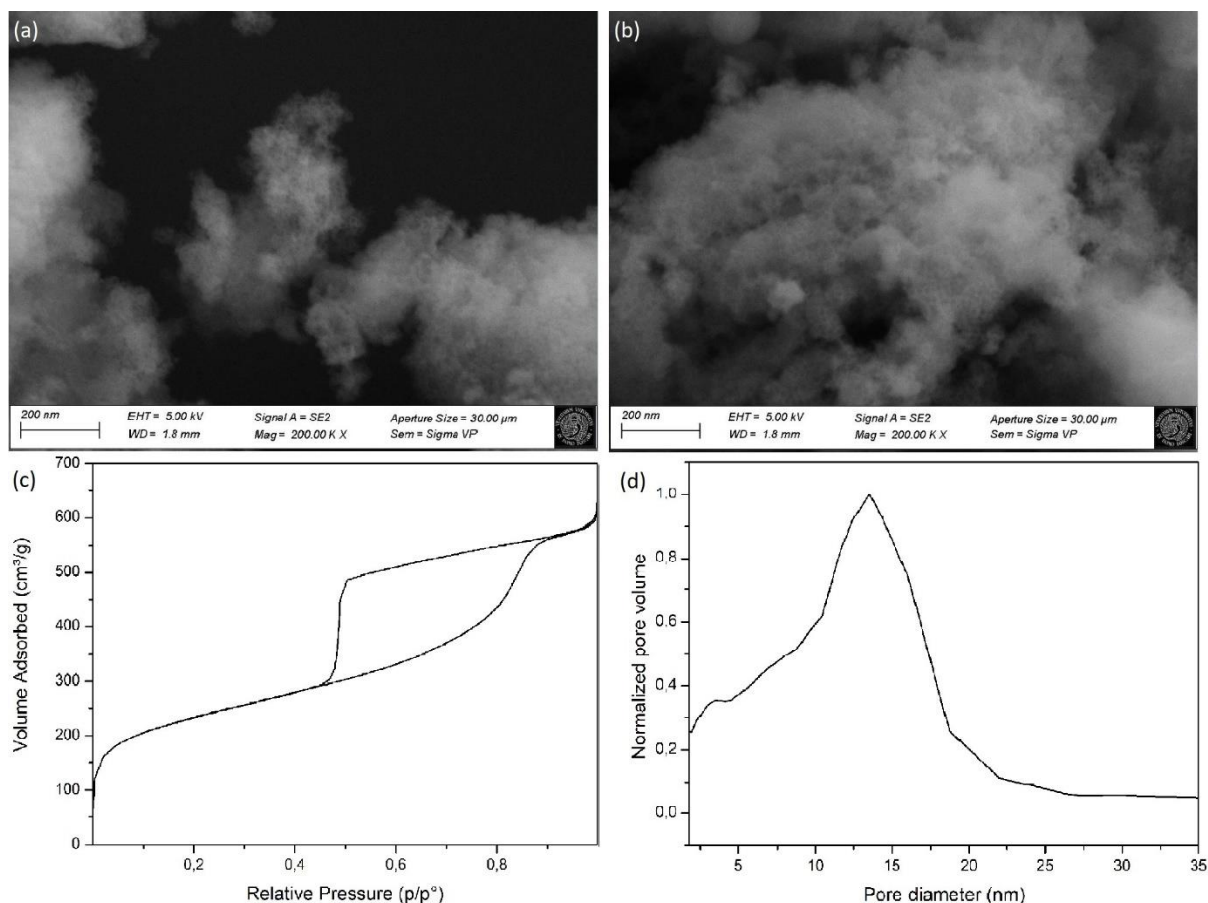 (a)
200 nm
EHT = 5.00 kV
WD = 1.8 mm
Signal A = SE2
Mag = 200.00 K X
Aperture Size = 30.00 µm
Sem = Sigma VP
(b)
200 nm
EHT = 5.00 kV
WD = 1.8 mm
Signal A = SE2
Mag = 200.00 K X
Aperture Size = 30.00 µm
Sem = Sigma VP
(c)
Volume Adsorbed (cm³/g)
700
600
500
400
300
200
100
0
0,2
0,4
0,6
0,8
Relative Pressure (p/p°)
(d)
Normalized pore volume
1,0
0,8
0,6
0,4
0,2
0,0
5
10
15
20
25
30
35
Pore diameter (nm)